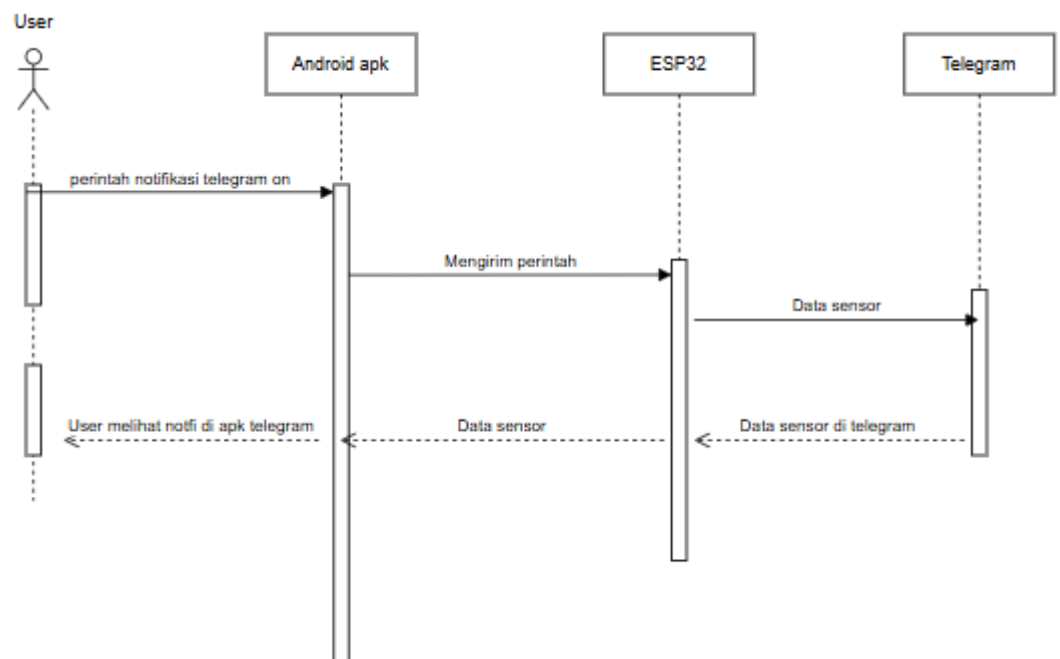 User
Android apk
ESP32
Telegram
perintah notifikasi telegram on
Mengirim perintah
Data sensor
User melihat notfi di apk telegram
Data sensor
Data sensor di telegram